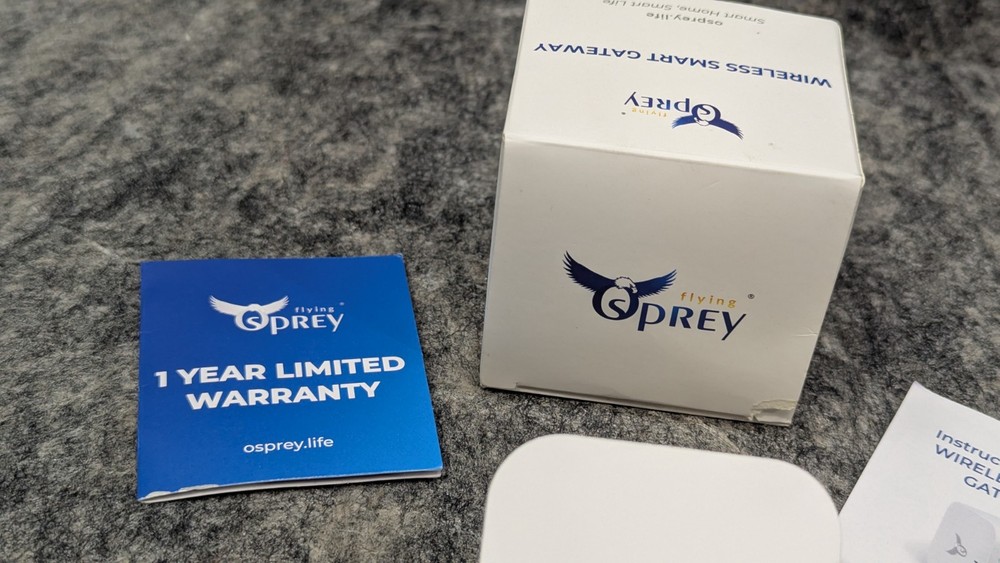 flying
OSPREY
1 YEAR LIMITED
WARRANTY
osprey.life
Smart Home, Smart Life
osprey.life
WIRELESS SMART GATEWAY
flying ®
OSPREY
flying ®
OSPREY
Instruc
WIREL
GAT